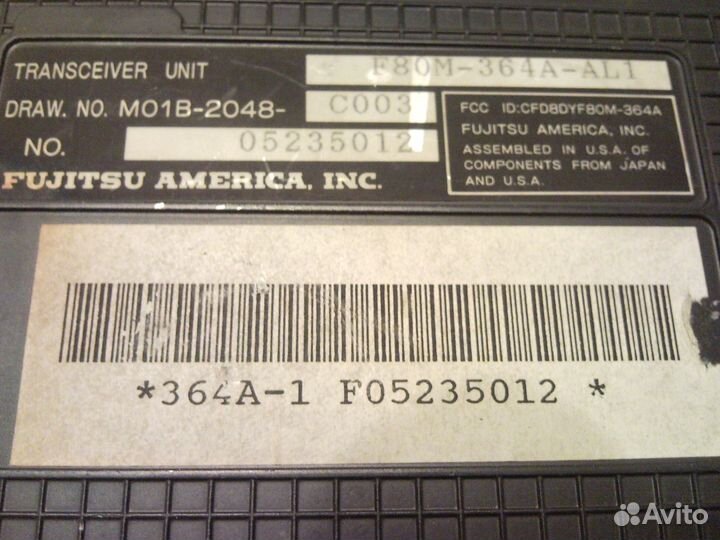 TRANSCEIVER UNIT F80M-364A-AL1
DRAW. NO. M01B-2048- C003
NO. 05235012
FUJITSU AMERICA, INC.
FCC ID:CFD8DYF80M-364A
FUJITSU AMERICA, INC.
ASSEMBLED IN U.S.A. OF
COMPONENTS FROM JAPAN
AND U.S.A.
*364A-1 F05235012 *
Avito